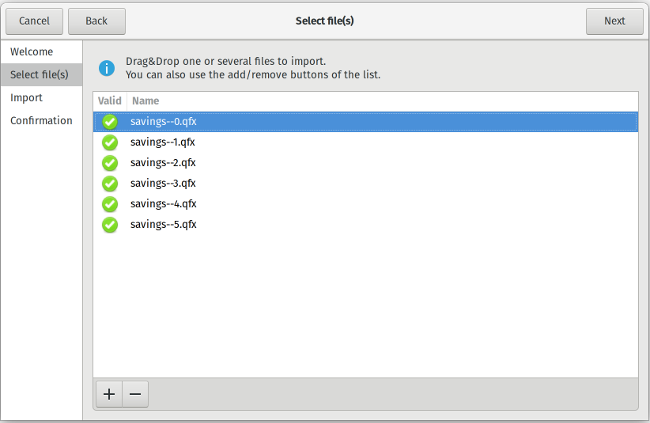 Cancel
Back
Select file(s)
Next
Welcome
Select file(s)
Import
Confirmation
Drag&Drop one or several files to import.
You can also use the add/remove buttons of the list.
Valid Name
savings--0.qfx
savings--1.qfx
savings--2.qfx
savings--3.qfx
savings--4.qfx
savings--5.qfx